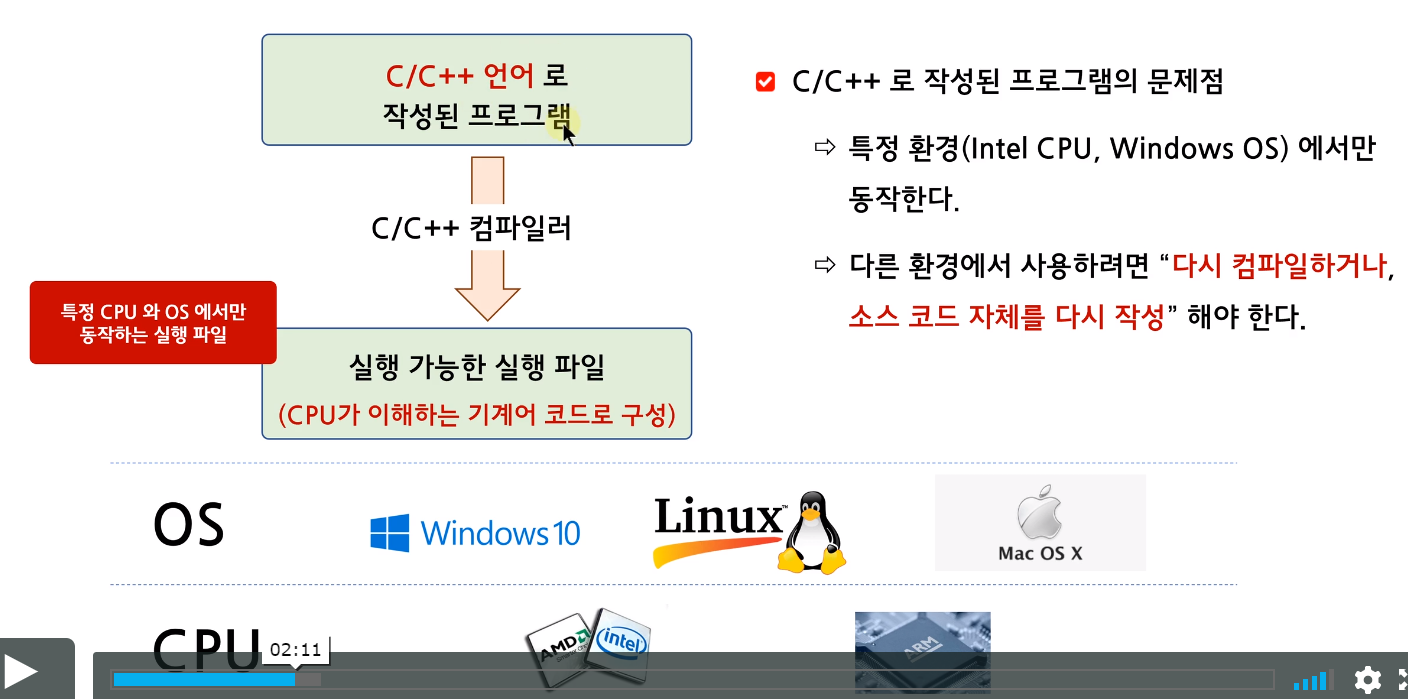 C/C++ 언어 로
작성된 프로그램
C/C++ 컴파일러
특정 CPU 와 OS 에서만
동작하는 실행 파일
실행 가능한 실행 파일
(CPU가 이해하는 기계어 코드로 구성)
C/C++ 로 작성된 프로그램의 문제점
⇨ 특정 환경(Intel CPU, Windows OS) 에서만
동작한다.
⇨ 다른 환경에서 사용하려면 “다시 컴파일하거나,
소스 코드 자체를 다시 작성” 해야 한다.
OS
Windows 10
Linux™
Mac OS X
CPU
AMD
intel
ARM
02:11